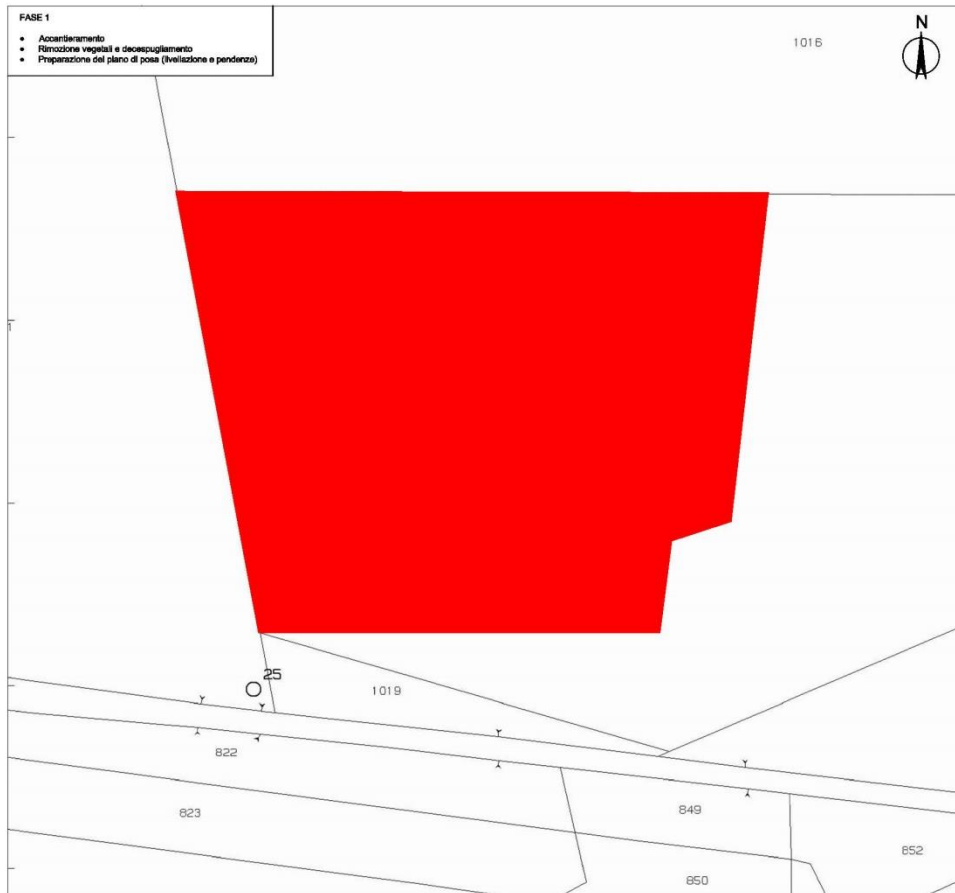 FASE 1
• Accantieramento
• Rimozione vegetali e decespugliamento
• Preparazione del piano di posa (livellazione e pendenze)
N
1016
1
25
1019
822
823
849
852
850